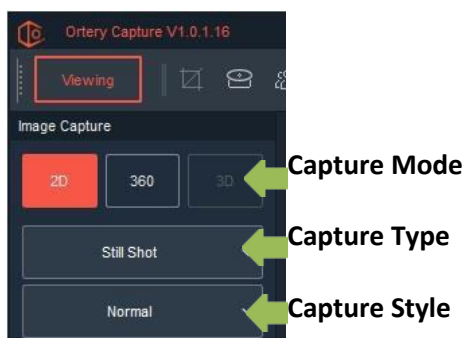 Ortery Capture V1.0.1.16
Viewing
Image Capture
2D 360 3D
Capture Mode
Still Shot
Capture Type
Normal
Capture Style